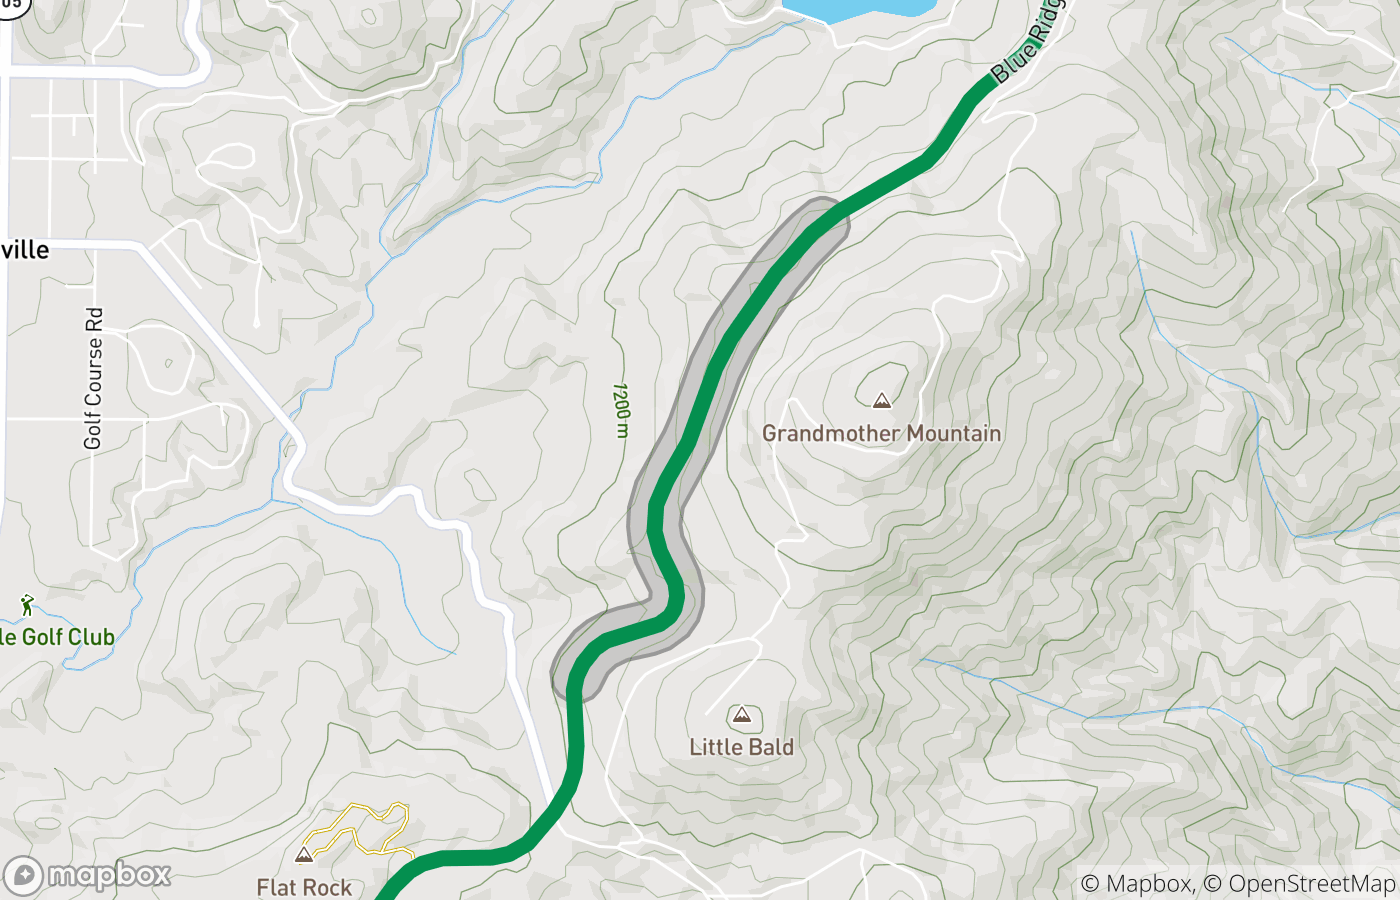 05
Blue Ridg
ville
Golf Course Rd
1200 m
Grandmother Mountain
le Golf Club
Little Bald
Flat Rock
mapbox
© Mapbox, © OpenStreetMap